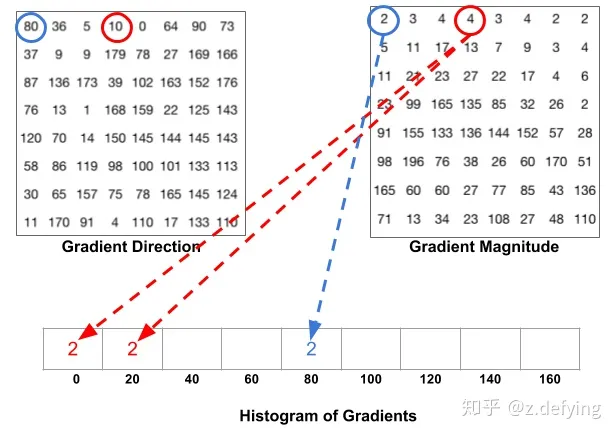 80 36 5 10 0 64 90 73
37 9 9 179 78 27 169 166
87 136 173 39 102 163 152 176
76 13 1 168 159 22 125 143
120 70 14 150 145 144 145 143
58 86 119 98 100 101 133 113
30 65 157 75 78 165 145 124
11 170 91 4 110 17 133 110
Gradient Direction
2 3 4 4 3 4 2 2
5 11 17 13 7 9 3 4
11 21 23 27 22 17 4 6
23 99 165 135 85 32 26 2
91 155 133 136 144 152 57 28
98 196 76 38 26 60 170 51
165 60 60 27 77 85 43 136
71 13 34 23 108 27 48 110
Gradient Magnitude
2 2 2
0 20 40 60 80 100 120 140 160
Histogram of Gradients
知乎 @z.defying